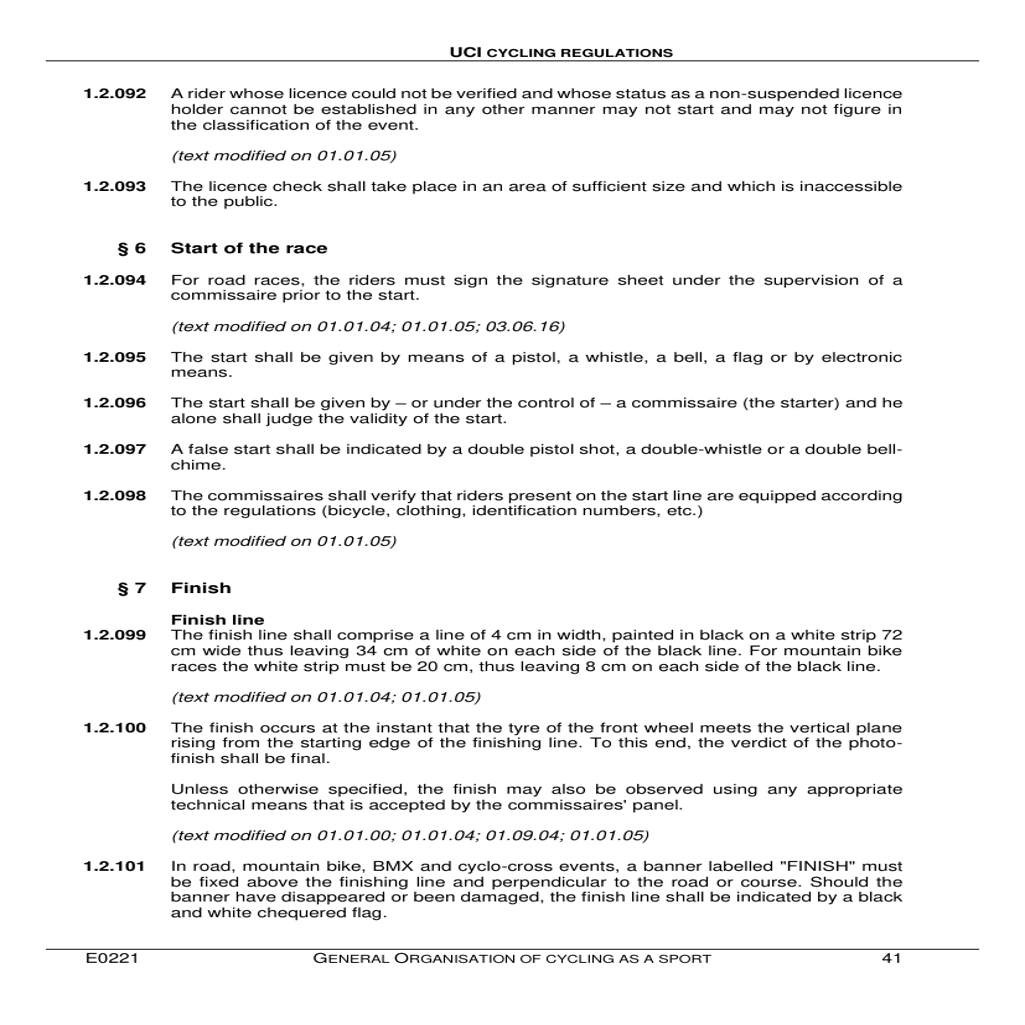 UCI CYCLING REGULATIONS
1.2.092 A rider whose licence could not be verified and whose status as a non-suspended licence
holder cannot be established in any other manner may not start and may not figure in
the classification of the event.
(text modified on 01.01.05)
1.2.093 The licence check shall take place in an area of sufficient size and which is inaccessible
to the public.
§ 6 Start of the race
1.2.094 For road races, the riders must sign the signature sheet under the supervision of a
commissaire prior to the start.
(text modified on 01.01.04; 01.01.05; 03.06.16)
1.2.095 The start shall be given by means of a pistol, a whistle, a bell, a flag or by electronic
means.
1.2.096 The start shall be given by – or under the control of – a commissaire (the starter) and he
alone shall judge the validity of the start.
1.2.097 A false start shall be indicated by a double pistol shot, a double-whistle or a double bell-
chime.
1.2.098 The commissaires shall verify that riders present on the start line are equipped according
to the regulations (bicycle, clothing, identification numbers, etc.)
(text modified on 01.01.05)
§ 7 Finish
Finish line
1.2.099 The finish line shall comprise a line of 4 cm in width, painted in black on a white strip 72
cm wide thus leaving 34 cm of white on each side of the black line. For mountain bike
races the white strip must be 20 cm, thus leaving 8 cm on each side of the black line.
(text modified on 01.01.04; 01.01.05)
1.2.100 The finish occurs at the instant that the tyre of the front wheel meets the vertical plane
rising from the starting edge of the finishing line. To this end, the verdict of the photo-
finish shall be final.
Unless otherwise specified, the finish may also be observed using any appropriate
technical means that is accepted by the commissaires' panel.
(text modified on 01.01.00; 01.01.04; 01.09.04; 01.01.05)
1.2.101 In road, mountain bike, BMX and cyclo-cross events, a banner labelled "FINISH" must
be fixed above the finishing line and perpendicular to the road or course. Should the
banner have disappeared or been damaged, the finish line shall be indicated by a black
and white chequered flag.
E0221 GENERAL ORGANISATION OF CYCLING AS A SPORT 41